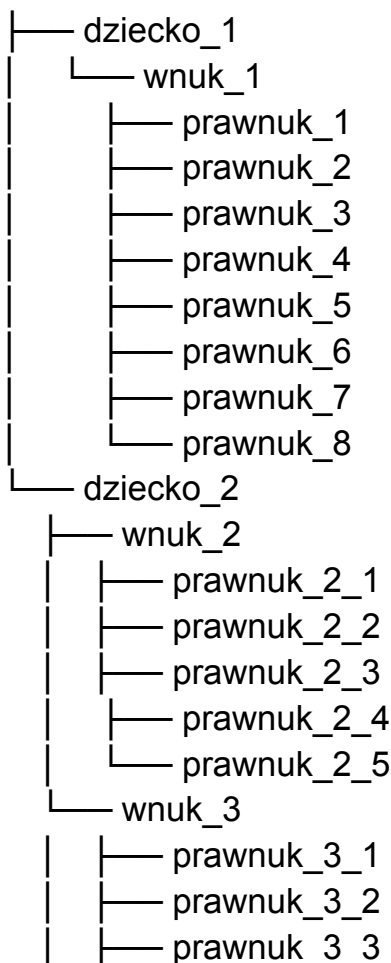 ├── dziecko_1
│   └── wnuk_1
│       ├── prawnuk_1
│       ├── prawnuk_2
│       ├── prawnuk_3
│       ├── prawnuk_4
│       ├── prawnuk_5
│       ├── prawnuk_6
│       ├── prawnuk_7
│       └── prawnuk_8
└── dziecko_2
    ├── wnuk_2
    │   ├── prawnuk_2_1
    │   ├── prawnuk_2_2
    │   ├── prawnuk_2_3
    │   ├── prawnuk_2_4
    │   └── prawnuk_2_5
    └── wnuk_3
    │   ├── prawnuk_3_1
    │   ├── prawnuk_3_2
    │   ├── prawnuk_3_3